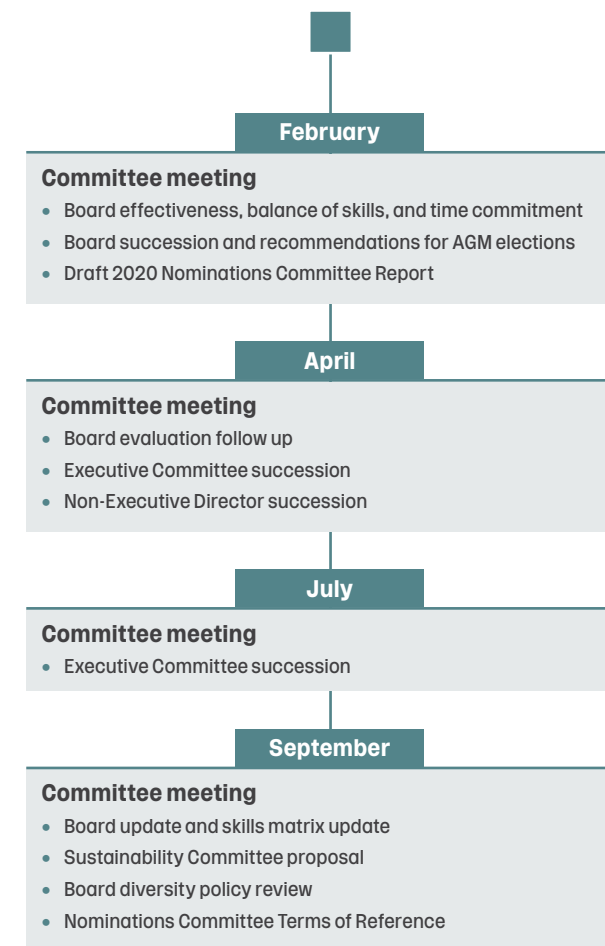 February
Committee meeting
• Board effectiveness, balance of skills, and time commitment
• Board succession and recommendations for AGM elections
• Draft 2020 Nominations Committee Report
April
Committee meeting
• Board evaluation follow up
• Executive Committee succession
• Non-Executive Director succession
July
Committee meeting
• Executive Committee succession
September
Committee meeting
• Board update and skills matrix update
• Sustainability Committee proposal
• Board diversity policy review
• Nominations Committee Terms of Reference